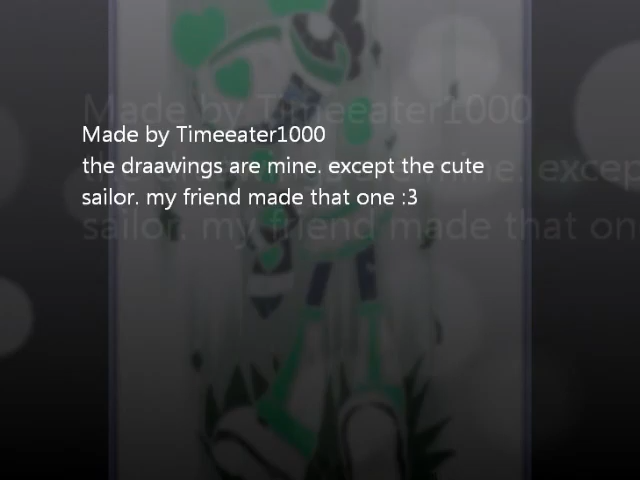 Made by Timeeater1000
the draawings are mine. except the cute
sailor. my friend made that one :3